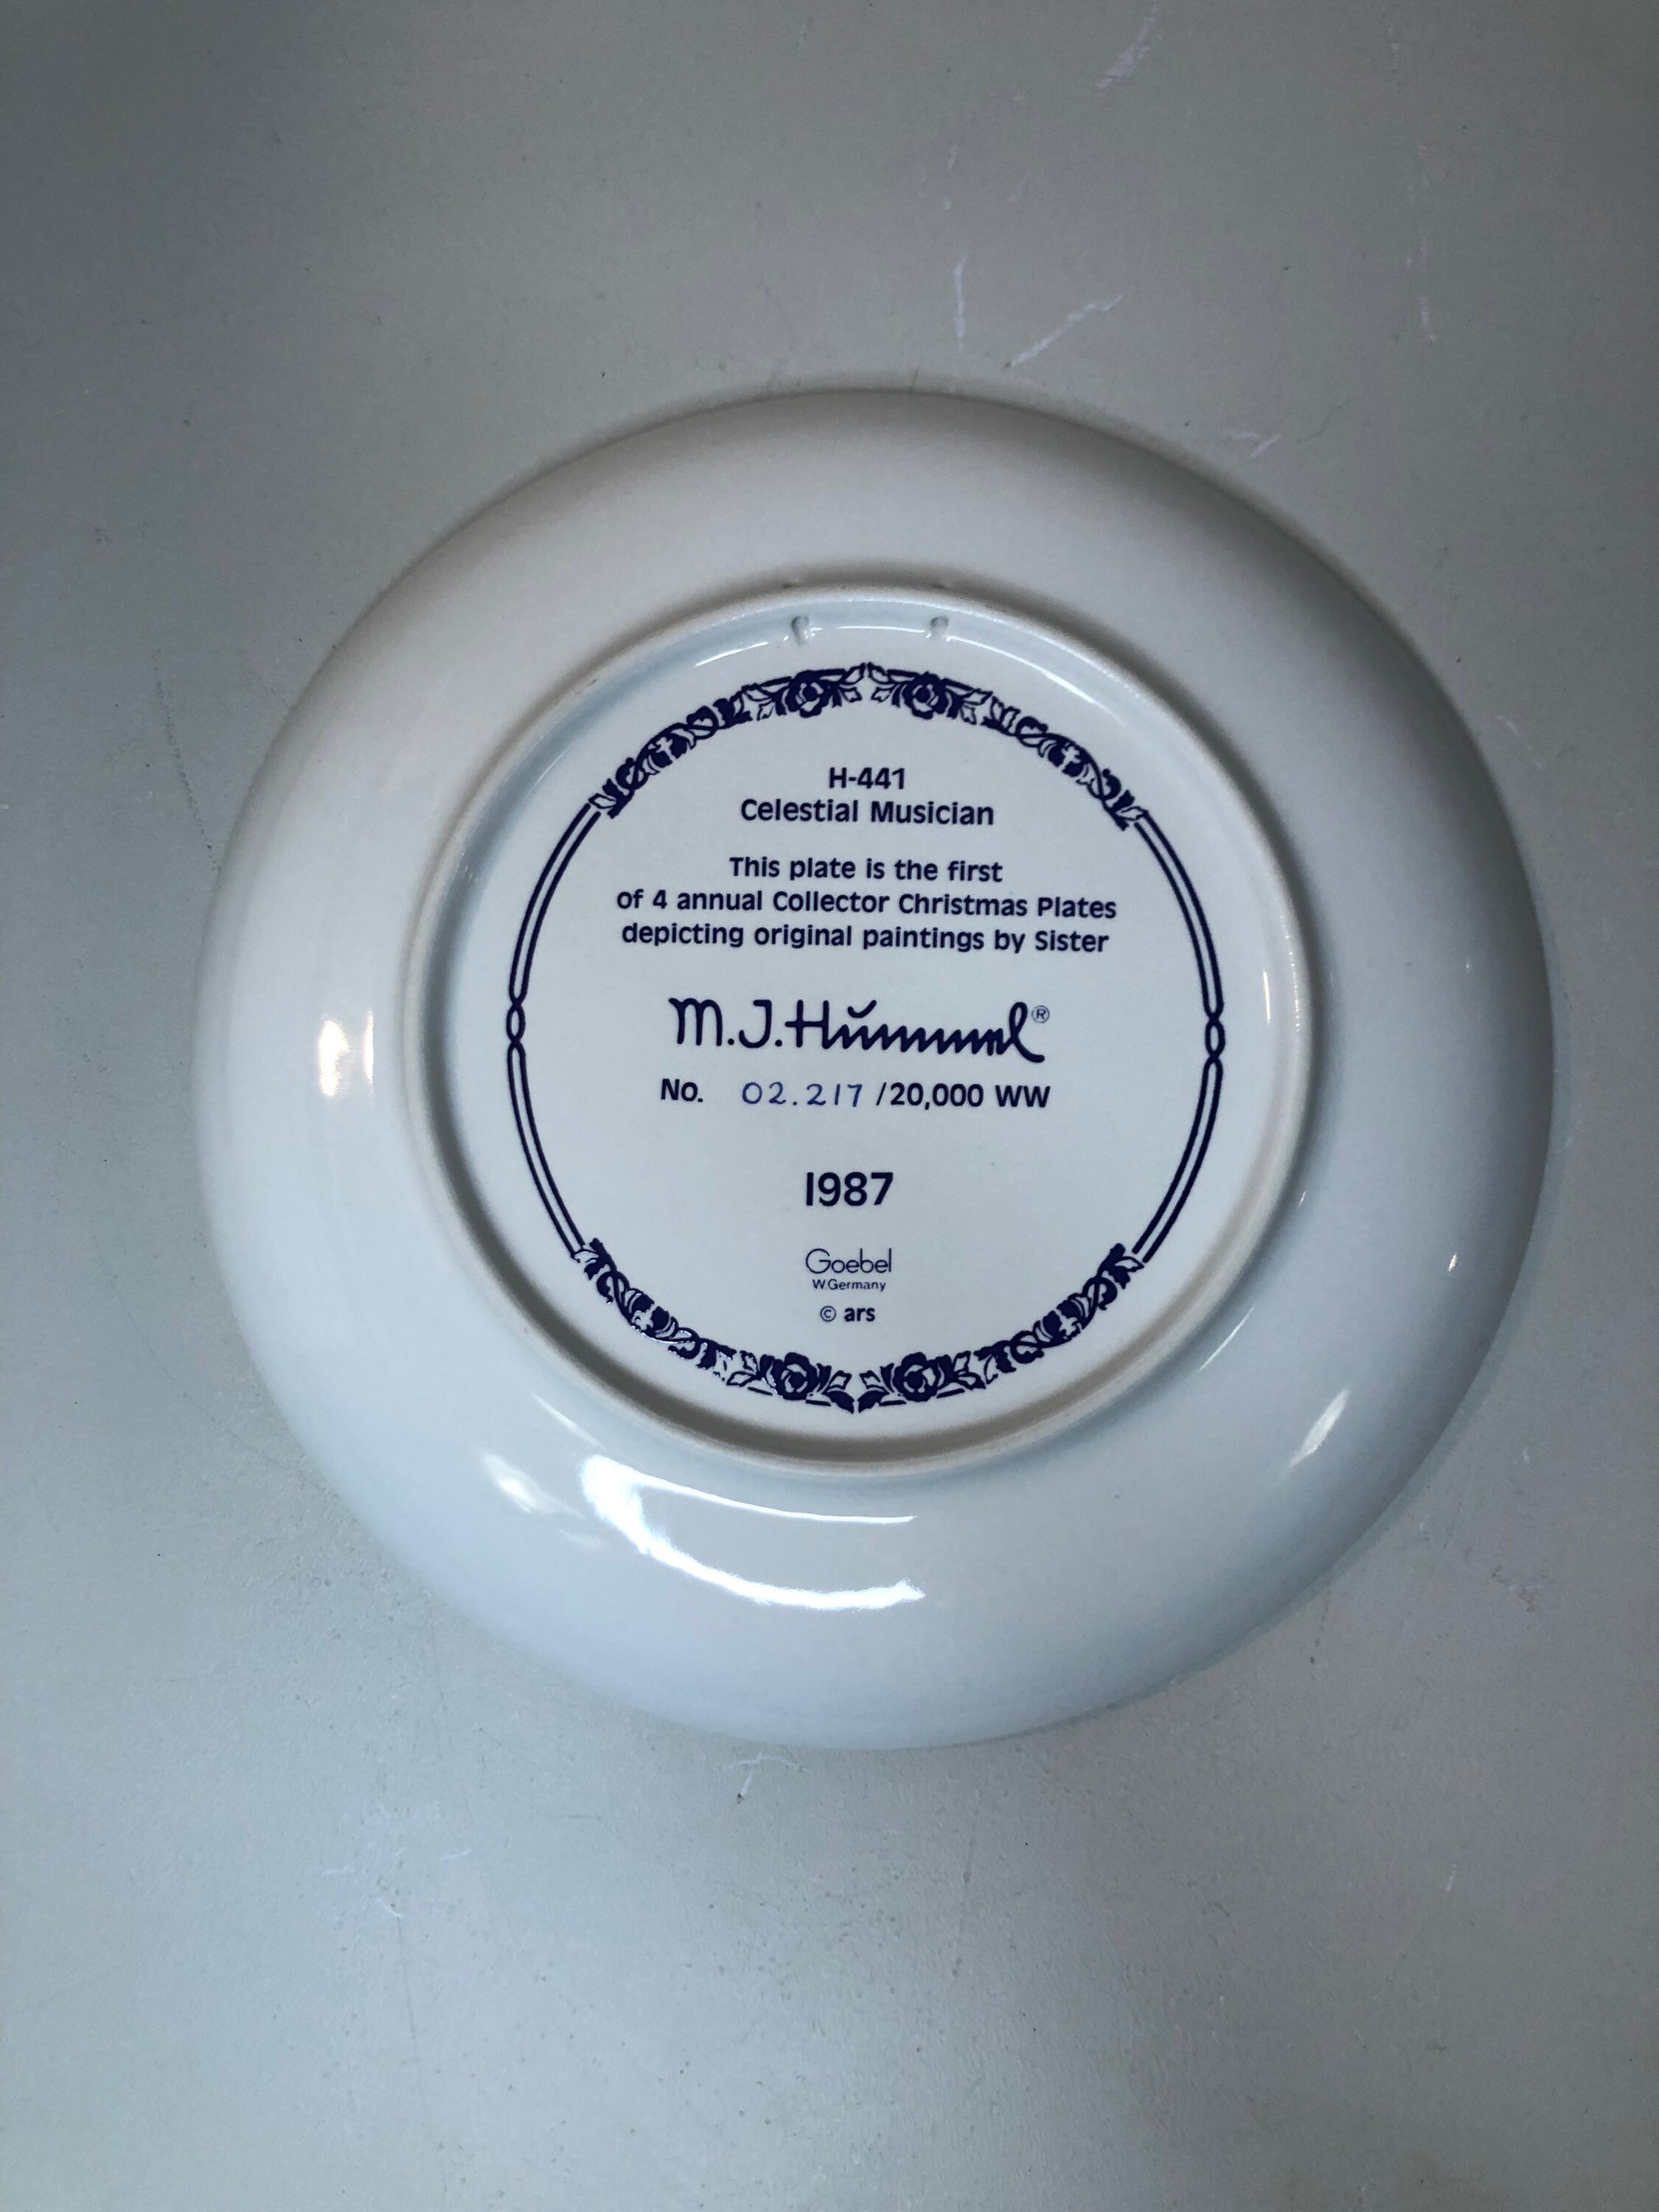 H-441
Celestial Musician
This plate is the first
of 4 annual Collector Christmas Plates
depicting original paintings by Sister
M.J.Hummel®
No. 02.217 /20,000 WW
1987
Goebel
W.Germany
© ars